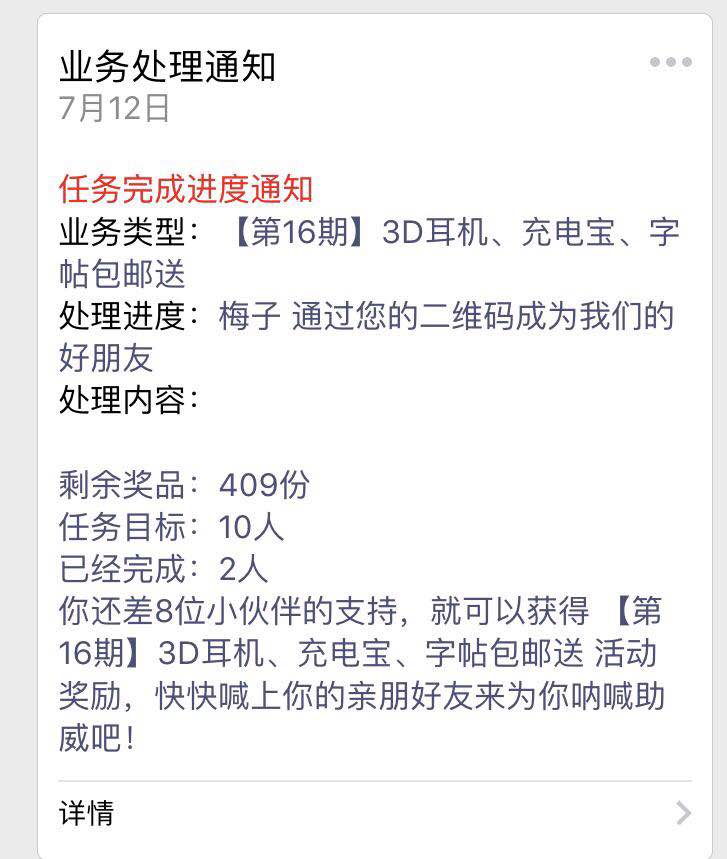 业务处理通知
7月12日
任务完成进度通知
业务类型：【第16期】3D耳机、充电宝、字
帖包邮送
处理进度：梅子 通过您的二维码成为我们的
好朋友
处理内容：
剩余奖品：409份
任务目标：10人
已经完成：2人
你还差8位小伙伴的支持，就可以获得 【第
16期】3D耳机、充电宝、字帖包邮送 活动
奖励，快快喊上你的亲朋好友来为你呐喊助
威吧！
详情